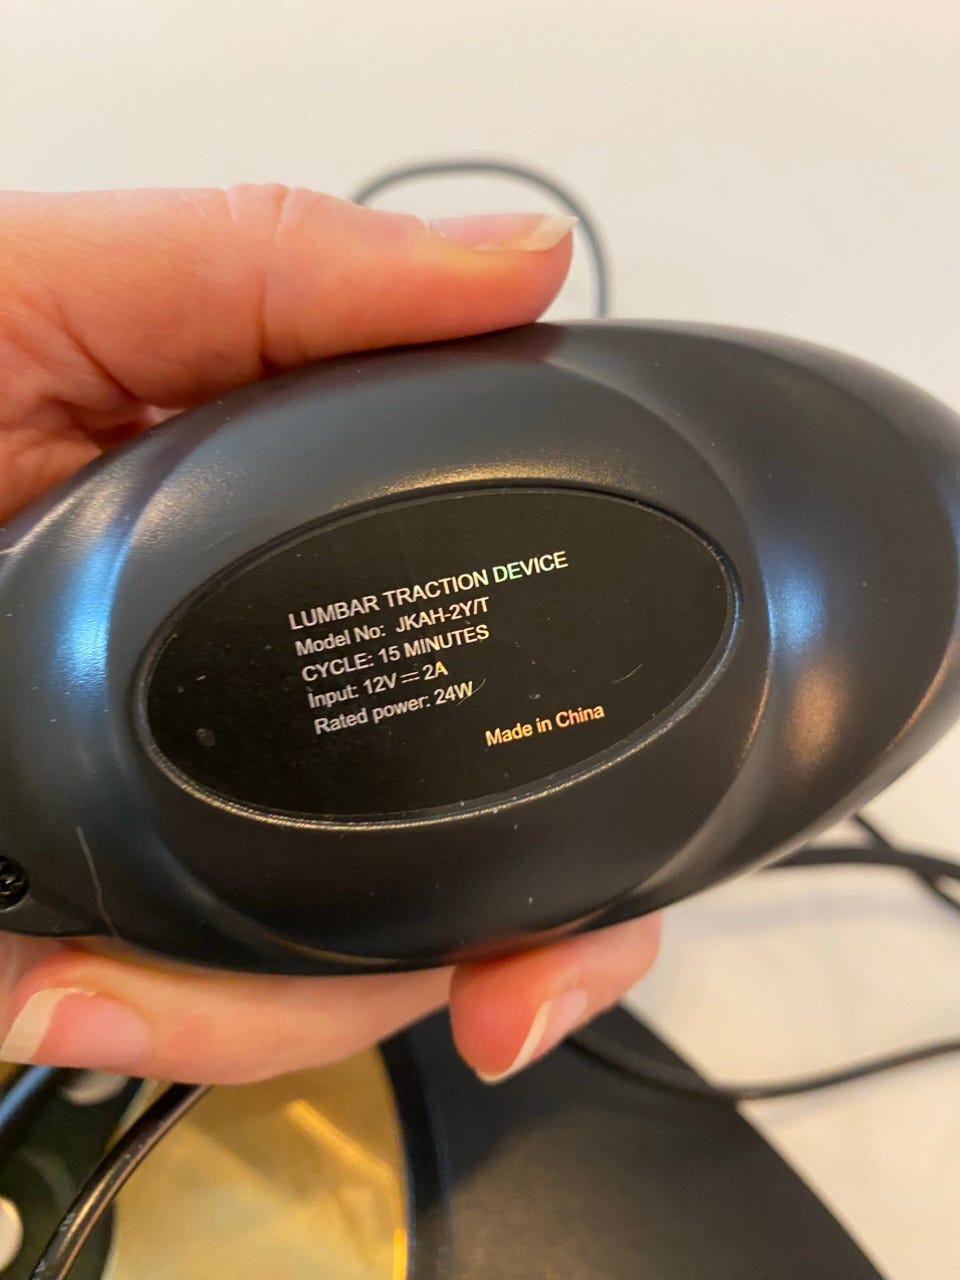 LUMBAR TRACTION DEVICE
Model No: JKAH-2Y/T
CYCLE: 15 MINUTES
Input: 12V⎓2A
Rated power: 24W
Made in China